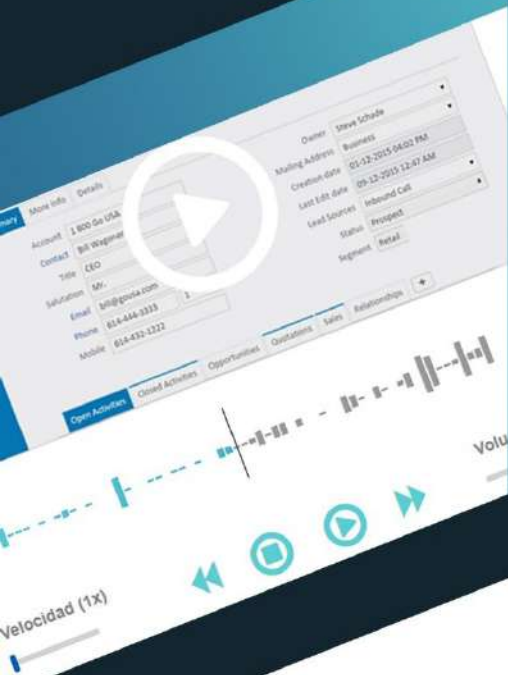 mary More info Details
Account 1 800 Go USA
Contact Bill Wagoner
Title CEO
Salutation Mr.
Email bill@gousa.com
Phone 614-444-3333 1
Mobile 614-432-1222
Owner Steve Schade
Mailing Address Business
Creation date 01-12-2015 04:02 PM
Last Edit date 09-12-2015 12:47 AM
Lead Sources Inbound Call
Status Prospect
Segment Retail
Open Activities Closed Activities Opportunities Quotations Sales Relationships +
Volu
Velocidad (1x)